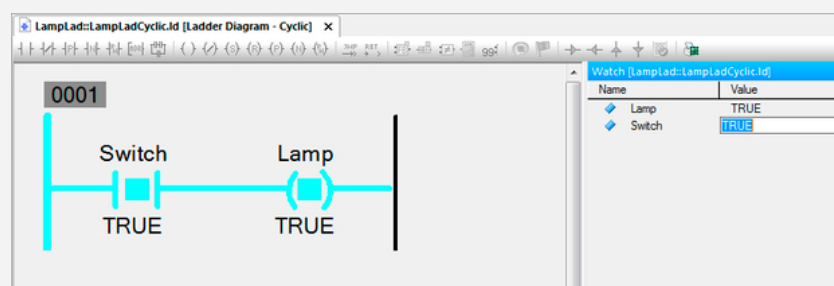 LampLad::LampLadCyclic.ld [Ladder Diagram - Cyclic] x
Watch [LampLad::LampLadCyclic.ld]
Name Value
Lamp TRUE
Switch TRUE
0001
Switch Lamp
TRUE TRUE